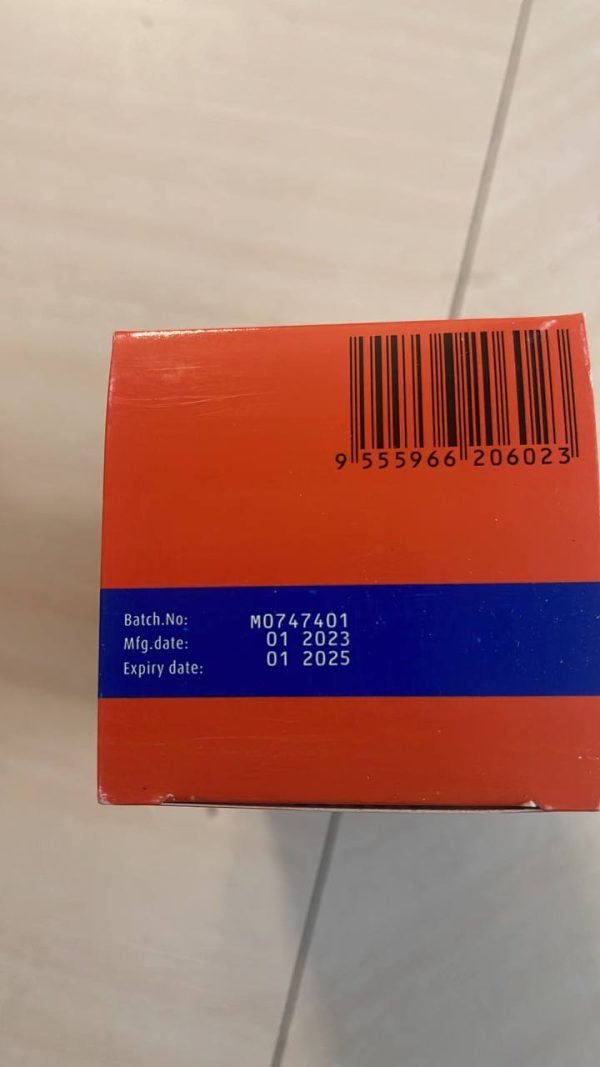 9 555966 206023
Batch.No: M0747401
Mfg.date: 01 2023
Expiry date: 01 2025